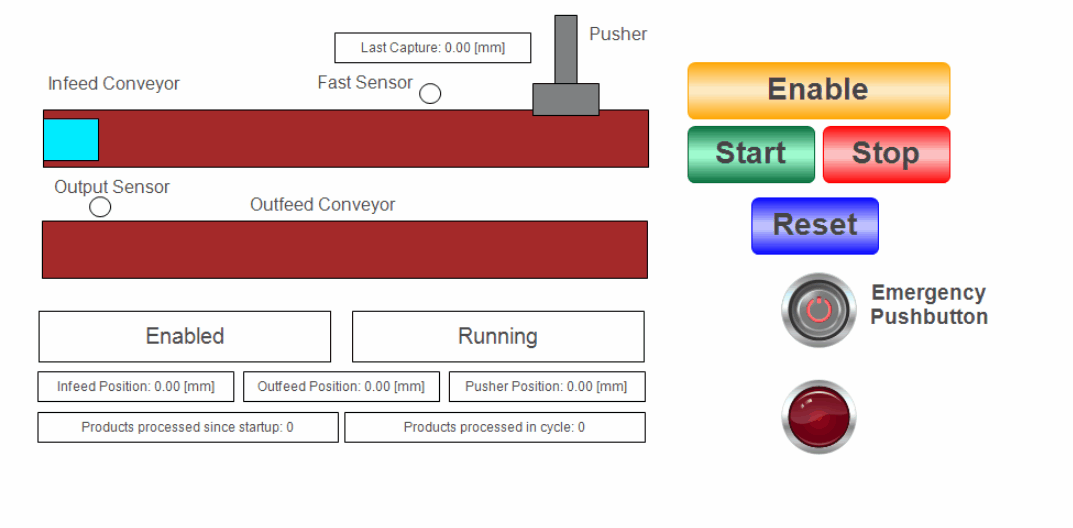 Pusher
Last Capture: 0.00 [mm]
Infeed Conveyor
Fast Sensor
Enable
Start
Stop
Output Sensor
Outfeed Conveyor
Reset
Emergency
Pushbutton
Enabled
Running
Infeed Position: 0.00 [mm]
Outfeed Position: 0.00 [mm]
Pusher Position: 0.00 [mm]
Products processed since startup: 0
Products processed in cycle: 0